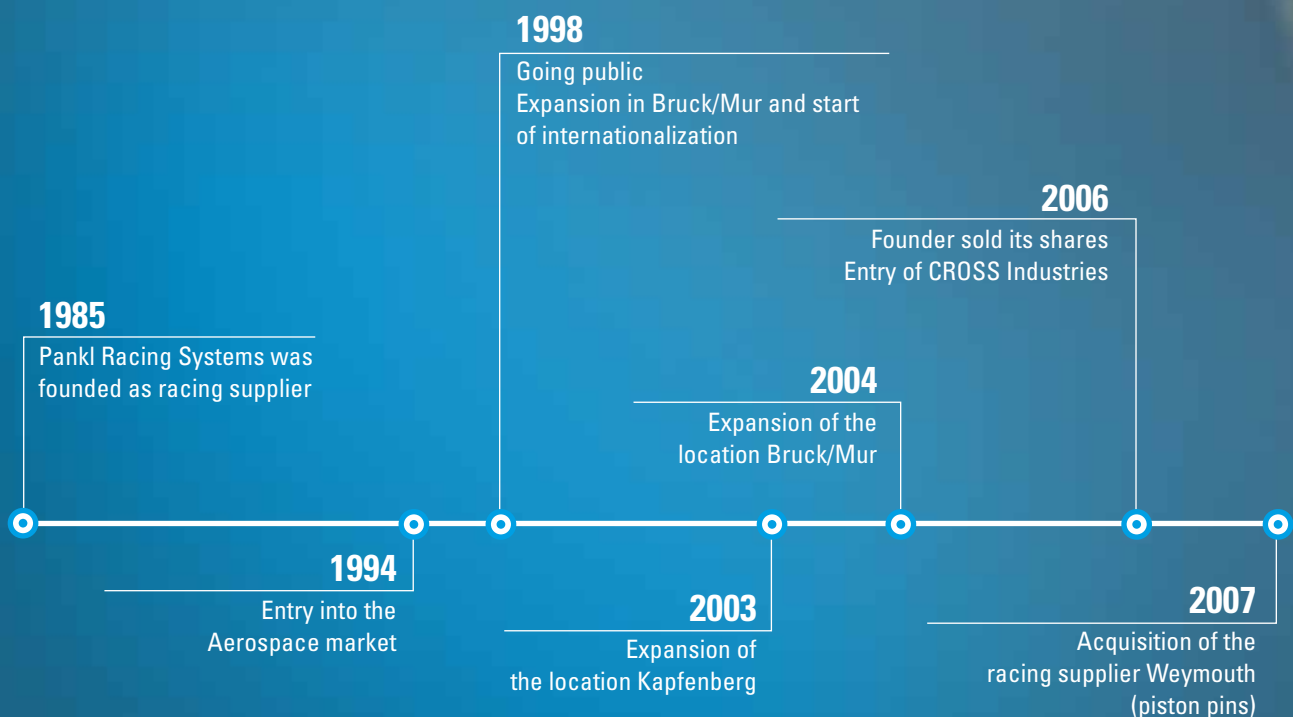 1998
Going public
Expansion in Bruck/Mur and start
of internationalization
2006
Founder sold its shares
Entry of CROSS Industries
1985
Pankl Racing Systems was
founded as racing supplier
2004
Expansion of the
location Bruck/Mur
1994
Entry into the
Aerospace market
2003
Expansion of
the location Kapfenberg
2007
Acquisition of the
racing supplier Weymouth
(piston pins)